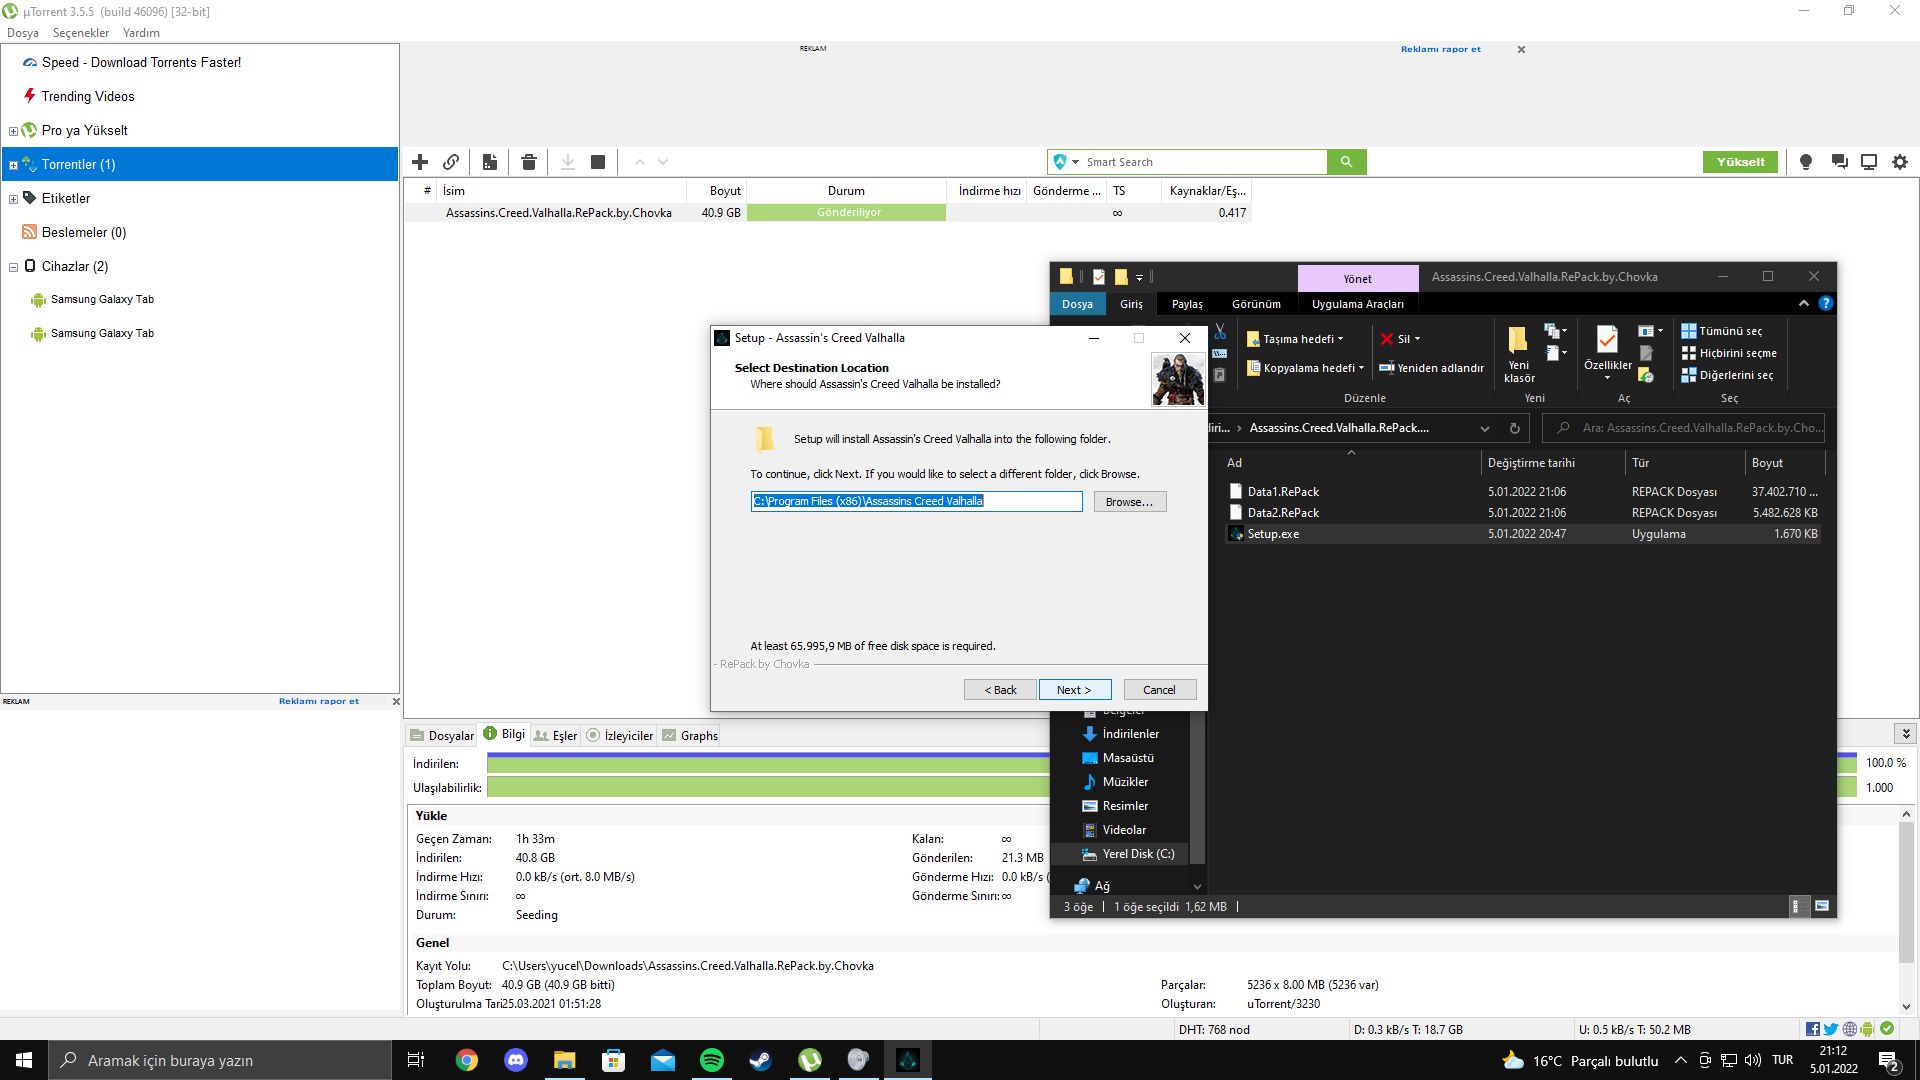 µTorrent 3.5.5  (build 46096) [32-bit]
Dosya Seçenekler Yardım
Speed - Download Torrents Faster!
Trending Videos
Pro ya Yükselt
Torrentler (1)
Etiketler
Beslemeler (0)
Cihazlar (2)
Samsung Galaxy Tab
Samsung Galaxy Tab
REKLAM Reklamı rapor et
REKLAM Reklamı rapor et
Smart Search
Yükselt
# İsim Boyut Durum İndirme hızı Gönderme ... TS Kaynaklar/Eş...
Assassins.Creed.Valhalla.RePack.by.Chovka 40.9 GB Gönderiliyor ∞ 0.417
Yönet Assassins.Creed.Valhalla.RePack.by.Chovka
Dosya Giriş Paylaş Görünüm Uygulama Araçları
Taşıma hedefi Sil
Kopyalama hedefi Yeniden adlandır
Düzenle
Yeni klasör
Yeni
Özellikler
Aç
Tümünü seç
Hiçbirini seçme
Diğerlerini seç
Seç
Assassins.Creed.Valhalla.RePack.... Ara: Assassins.Creed.Valhalla.RePack.by.Cho...
Ad Değiştirme tarihi Tür Boyut
Data1.RePack 5.01.2022 21:06 REPACK Dosyası 37.402.710 ...
Data2.RePack 5.01.2022 21:06 REPACK Dosyası 5.482.628 KB
Setup.exe 5.01.2022 20:47 Uygulama 1.670 KB
Belgeler
İndirilenler
Masaüstü
Müzikler
Resimler
Videolar
Yerel Disk (C:)
Ağ
3 öğe 1 öğe seçildi 1,62 MB
Setup - Assassin's Creed Valhalla
Select Destination Location
Where should Assassin's Creed Valhalla be installed?
Setup will install Assassin's Creed Valhalla into the following folder.
To continue, click Next. If you would like to select a different folder, click Browse.
C:\Program Files (x86)\Assassins Creed Valhalla Browse...
At least 65.995,9 MB of free disk space is required.
RePack by Chovka
< Back Next > Cancel
Dosyalar Bilgi Eşler İzleyiciler Graphs
İndirilen: 100.0 %
Ulaşılabilirlik: 1.000
Yükle
Geçen Zaman: 1h 33m Kalan: ∞
İndirilen: 40.8 GB Gönderilen: 21.3 MB
İndirme Hızı: 0.0 kB/s (ort. 8.0 MB/s) Gönderme Hızı: 0.0 kB/s (
İndirme Sınırı: ∞ Gönderme Sınırı: ∞
Durum: Seeding
Genel
Kayıt Yolu: C:\Users\yucel\Downloads\Assassins.Creed.Valhalla.RePack.by.Chovka
Toplam Boyut: 40.9 GB (40.9 GB bitti) Parçalar: 5236 x 8.00 MB (5236 var)
Oluşturulma Tari 25.03.2021 01:51:28 Oluşturan: uTorrent/3230
DHT: 768 nod D: 0.3 kB/s T: 18.7 GB U: 0.5 kB/s T: 50.2 MB
Aramak için buraya yazın
16°C Parçalı bulutlu TUR
21:12
5.01.2022
2